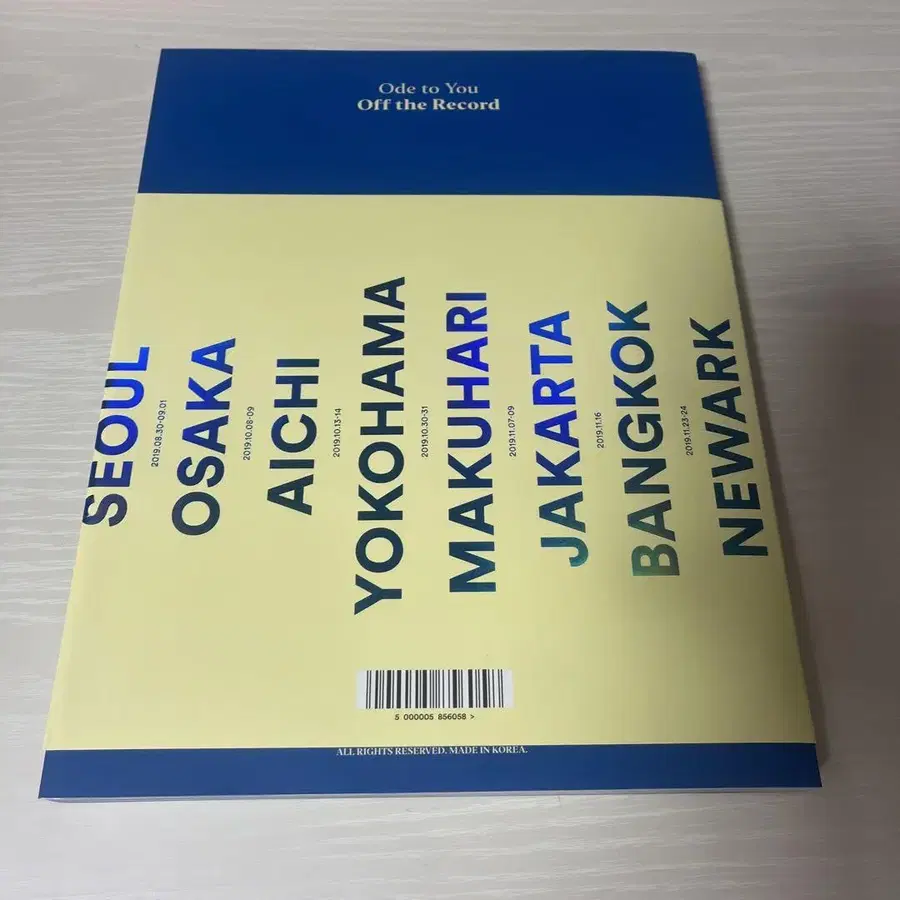 Ode to You
Off the Record
SEOUL
2019.08.30-09.01
OSAKA
2019.10.08-09
AICHI
2019.10.13-14
YOKOHAMA
2019.10.30-31
MAKUHARI
2019.11.07-09
JAKARTA
2019.11.16
BANGKOK
2019.11.23-24
NEWARK
5 000005 856058 >
ALL RIGHTS RESERVED. MADE IN KOREA.